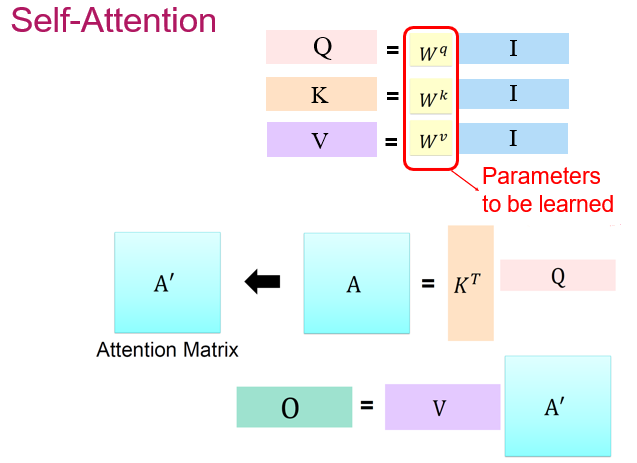 Self-Attention
Q = W^q I
K = W^k I
V = W^v I
Parameters
to be learned
A′ ← A = K^T Q
Attention Matrix
O = V A′